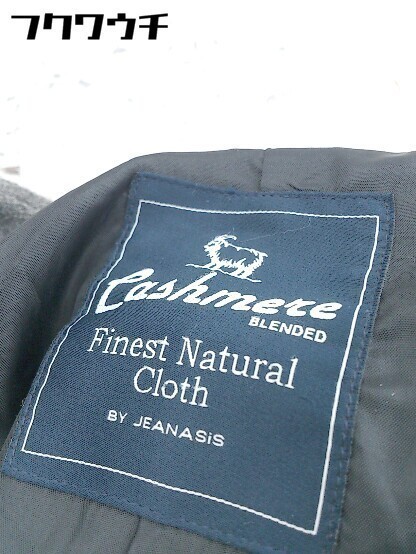 フクワウチ
Cashmere
BLENDED
Finest Natural
Cloth
BY JEANASiS